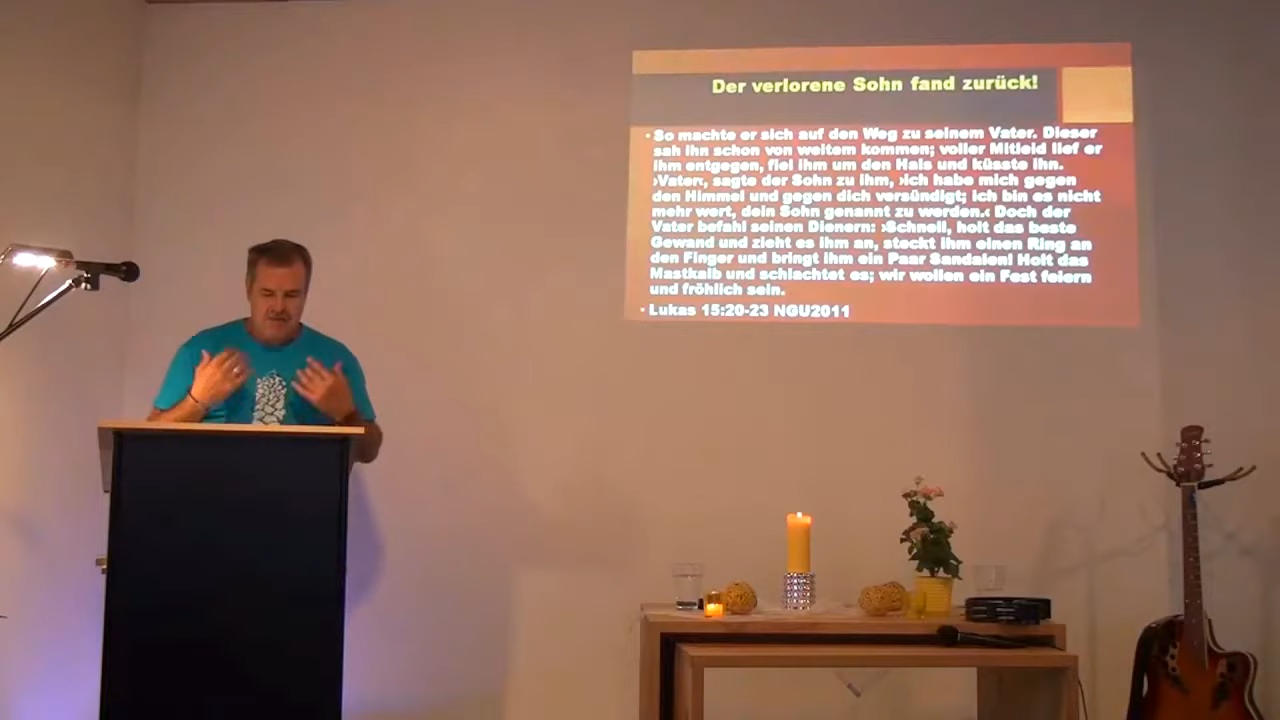 Der verlorene Sohn fand zurück!
• So machte er sich auf den Weg zu seinem Vater. Dieser
sah ihn schon von weitem kommen; voller Mitleid lief er
ihm entgegen, fiel ihm um den Hals und küsste ihn.
›Vater‹, sagte der Sohn zu ihm, ›ich habe mich gegen
den Himmel und gegen dich versündigt; ich bin es nicht
mehr wert, dein Sohn genannt zu werden.‹ Doch der
Vater befahl seinen Dienern: ›Schnell, holt das beste
Gewand und zieht es ihm an, steckt ihm einen Ring an
den Finger und bringt ihm ein Paar Sandalen! Holt das
Mastkalb und schlachtet es; wir wollen ein Fest feiern
und fröhlich sein.
• Lukas 15:20-23 NGU2011